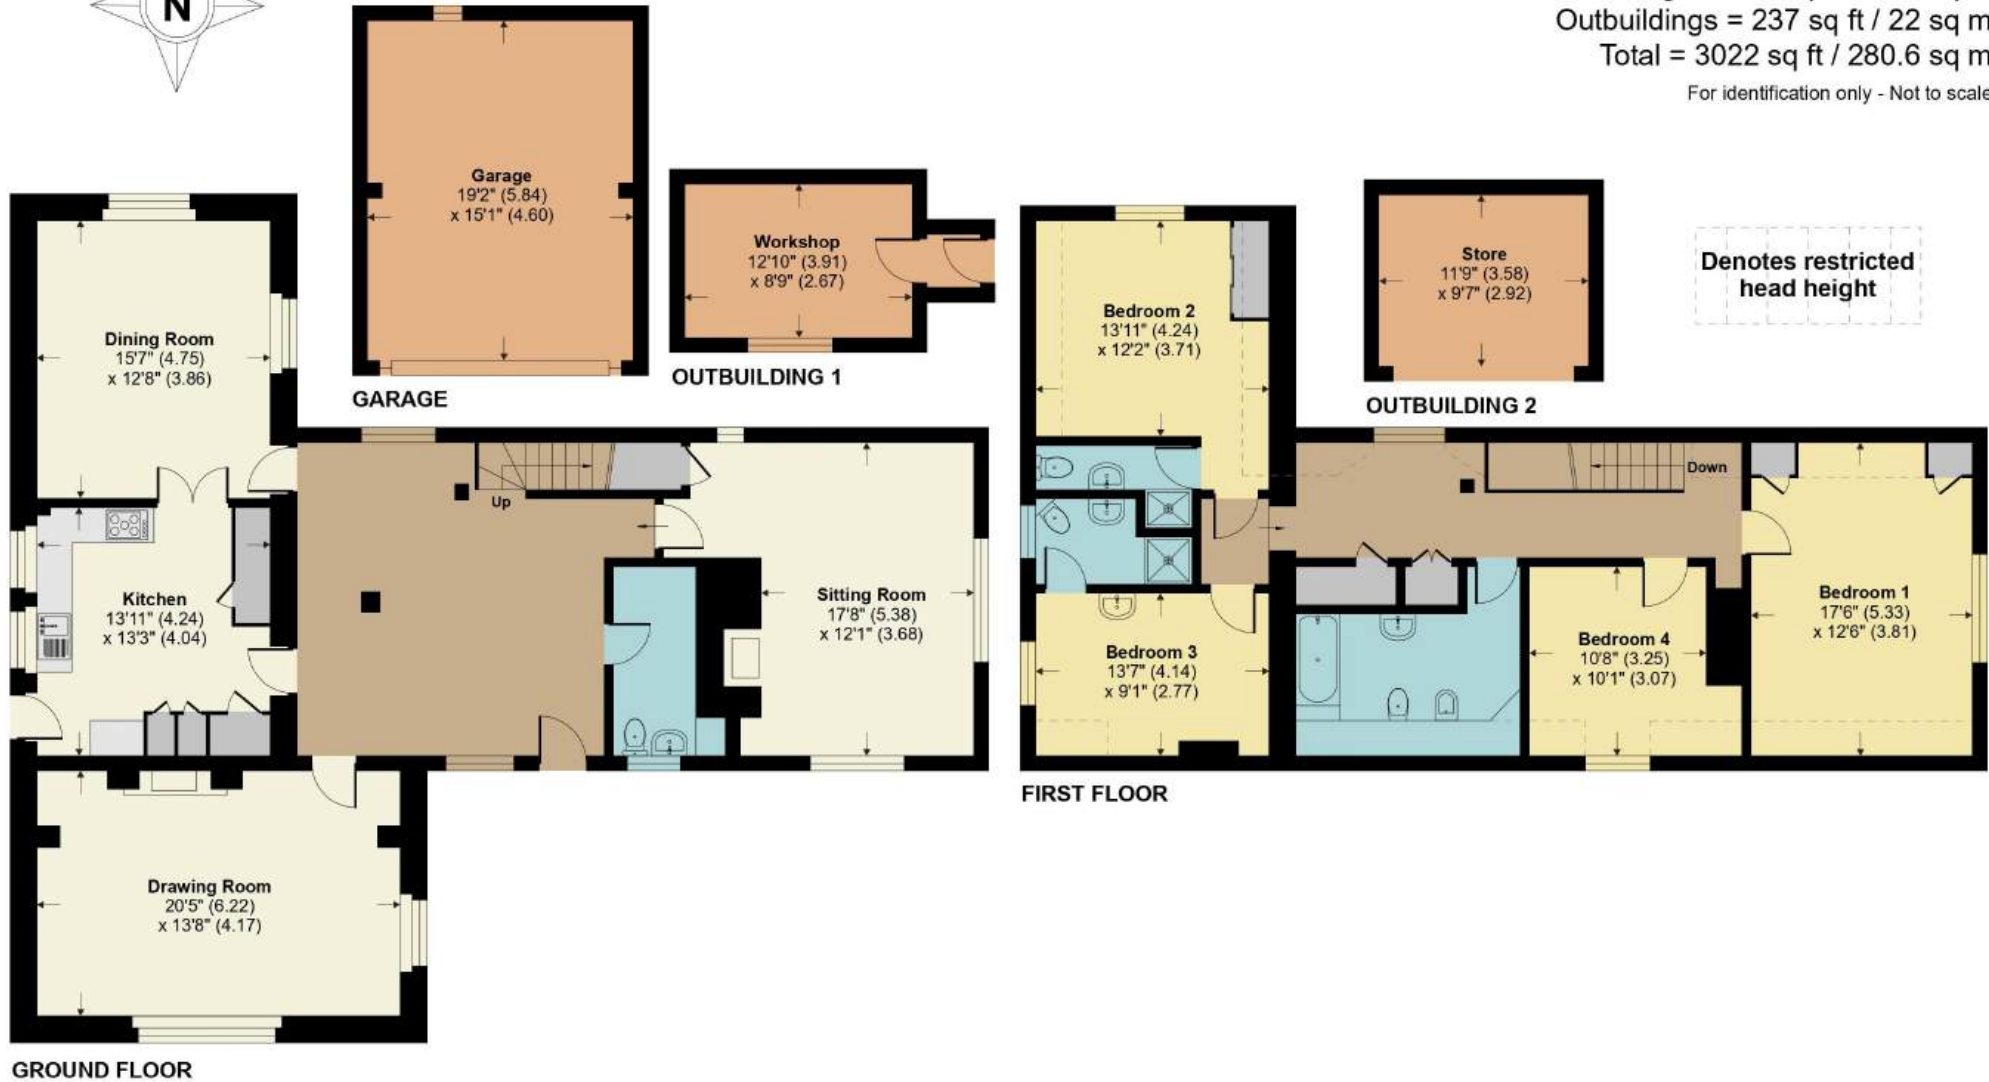 N
Outbuildings = 237 sq ft / 22 sq m
Total = 3022 sq ft / 280.6 sq m
For identification only - Not to scale
Garage
19'2" (5.84)
x 15'1" (4.60)
GARAGE
Workshop
12'10" (3.91)
x 8'9" (2.67)
OUTBUILDING 1
Store
11'9" (3.58)
x 9'7" (2.92)
OUTBUILDING 2
Denotes restricted
head height
Dining Room
15'7" (4.75)
x 12'8" (3.86)
Up
Kitchen
13'11" (4.24)
x 13'3" (4.04)
Sitting Room
17'8" (5.38)
x 12'1" (3.68)
Drawing Room
20'5" (6.22)
x 13'8" (4.17)
GROUND FLOOR
Bedroom 2
13'11" (4.24)
x 12'2" (3.71)
Down
Bedroom 1
17'6" (5.33)
x 12'6" (3.81)
Bedroom 4
10'8" (3.25)
x 10'1" (3.07)
Bedroom 3
13'7" (4.14)
x 9'1" (2.77)
FIRST FLOOR